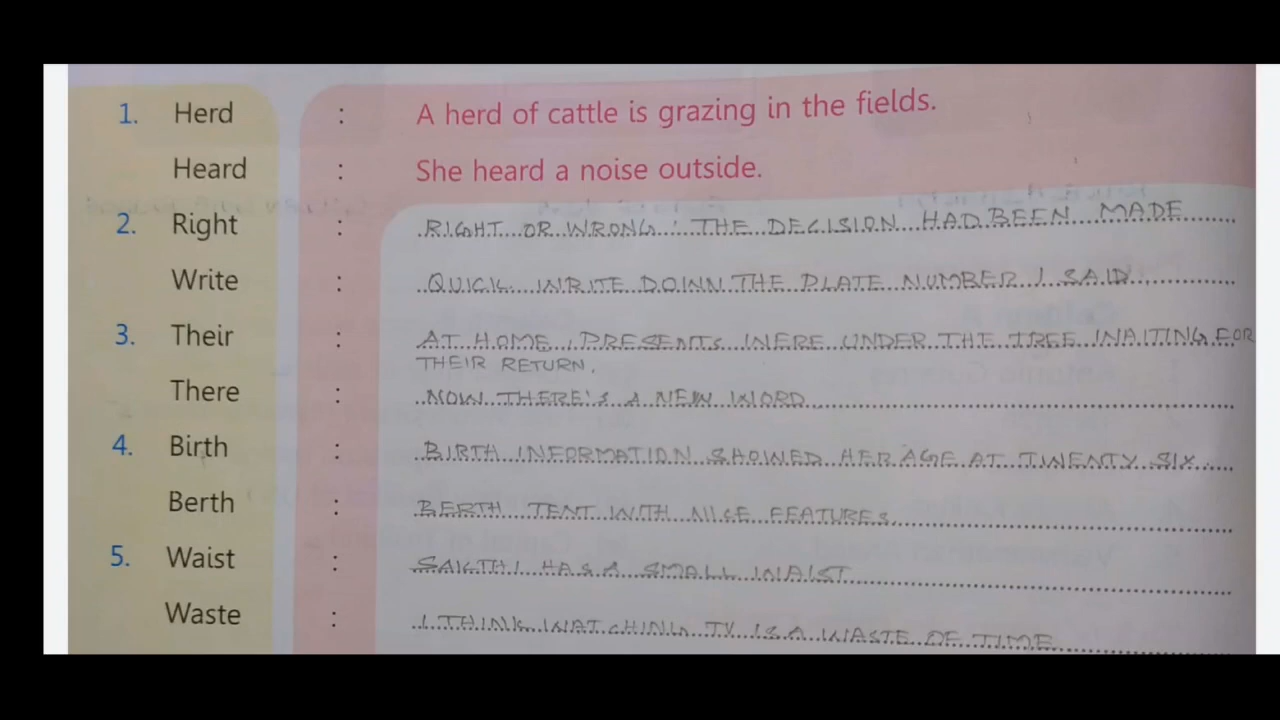 1. Herd : A herd of cattle is grazing in the fields.
Heard : She heard a noise outside.
2. Right : RIGHT OR WRONG, THE DECISION HAD BEEN MADE
Write : QUICK WRITE DOWN THE PLATE NUMBER I SAID.
3. Their : AT HOME, PRESENTS WERE UNDER THE TREE WAITING FOR
THEIR RETURN.
There : NOW THERE'S A NEW WORD
4. Birth : BIRTH INFORMATION SHOWED HER AGE AT TWENTY SIX
Berth : BERTH TENT WITH NICE FEATURES
5. Waist : SAKTHI HAS A SMALL WAIST
Waste : I THINK WATCHING TV IS A WASTE OF TIME